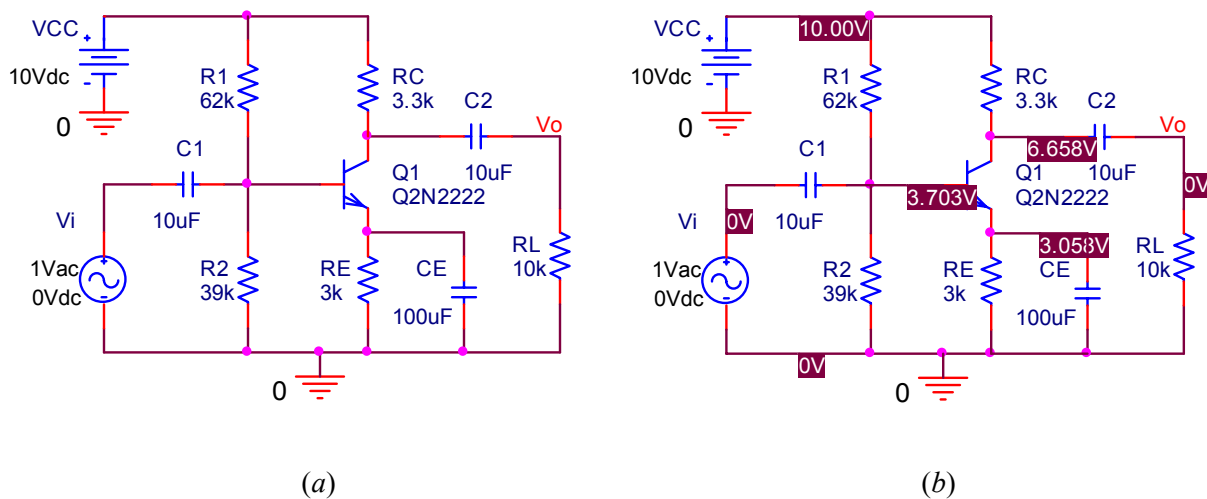 VCC
+
-
10Vdc
0
R1
62k
RC
3.3k
C2
10uF
Vo
C1
10uF
Q1
Q2N2222
Vi
+
-
1Vac
0Vdc
R2
39k
RE
3k
CE
100uF
RL
10k
0
(a)
VCC
+
-
10Vdc
0
10.00V
R1
62k
RC
3.3k
C2
10uF
Vo
6.658V
C1
10uF
Q1
Q2N2222
3.703V
0V
Vi
0V
+
-
1Vac
0Vdc
R2
39k
RE
3k
3.058V
CE
100uF
RL
10k
0V
0
(b)